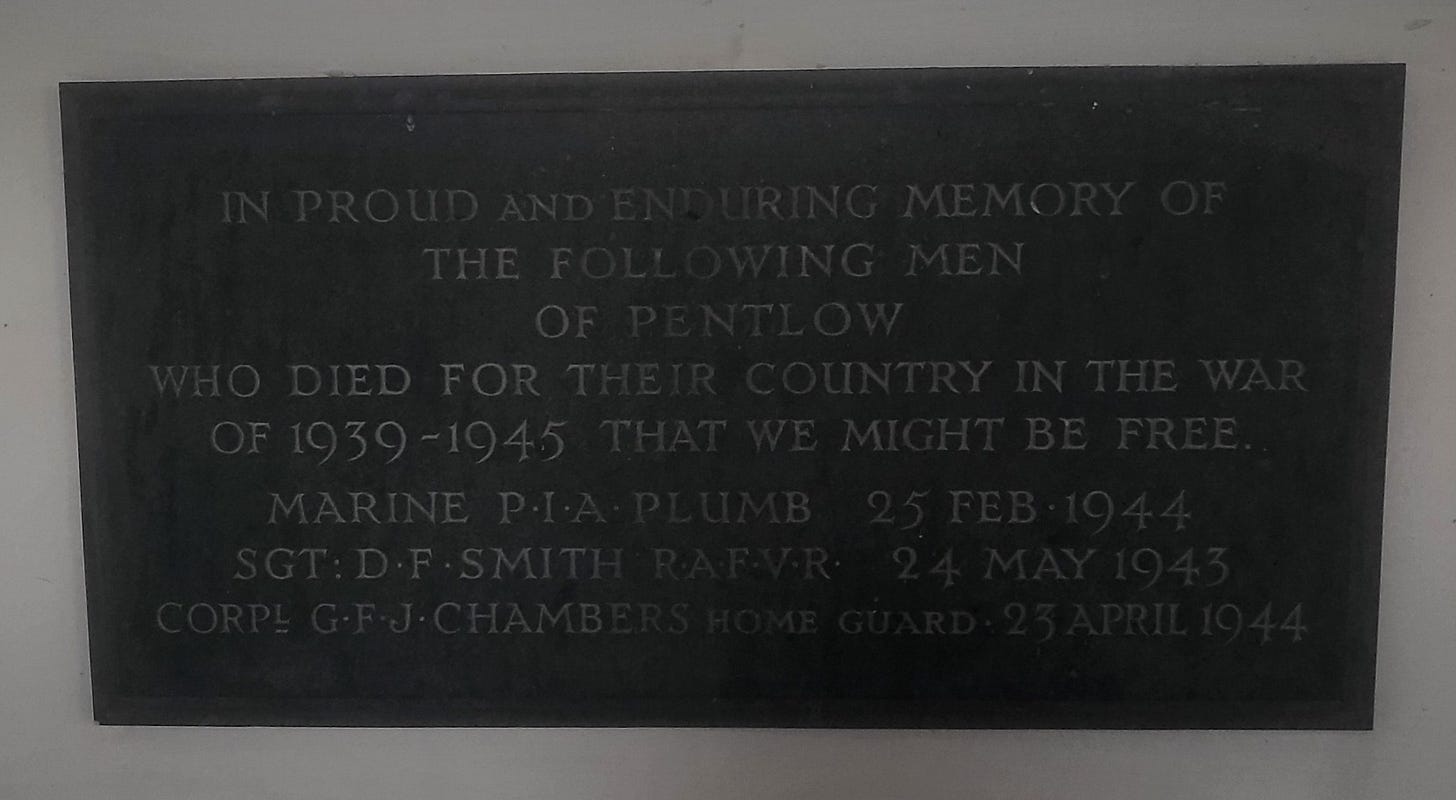 IN PROUD AND ENDURING MEMORY OF
THE FOLLOWING MEN
OF PENTLOW
WHO DIED FOR THEIR COUNTRY IN THE WAR
OF 1939-1945 THAT WE MIGHT BE FREE.
MARINE P·I·A·PLUMB 25 FEB·1944
SGT: D·F·SMITH R·A·F·V·R· 24 MAY 1943
CORPL G·F·J·CHAMBERS HOME GUARD· 23 APRIL 1944